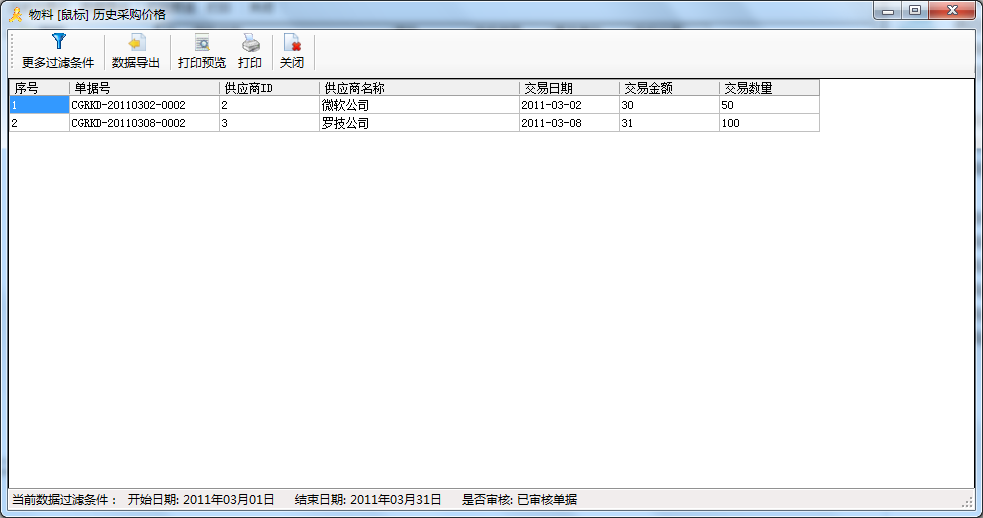 物料 [鼠标] 历史采购价格
更多过滤条件 数据导出 打印预览 打印 关闭
序号 单据号 供应商ID 供应商名称 交易日期 交易金额 交易数量
1 CGRKD-20110302-0002 2 微软公司 2011-03-02 30 50
2 CGRKD-20110308-0002 3 罗技公司 2011-03-08 31 100
当前数据过滤条件： 开始日期: 2011年03月01日 结束日期: 2011年03月31日 是否审核: 已审核单据